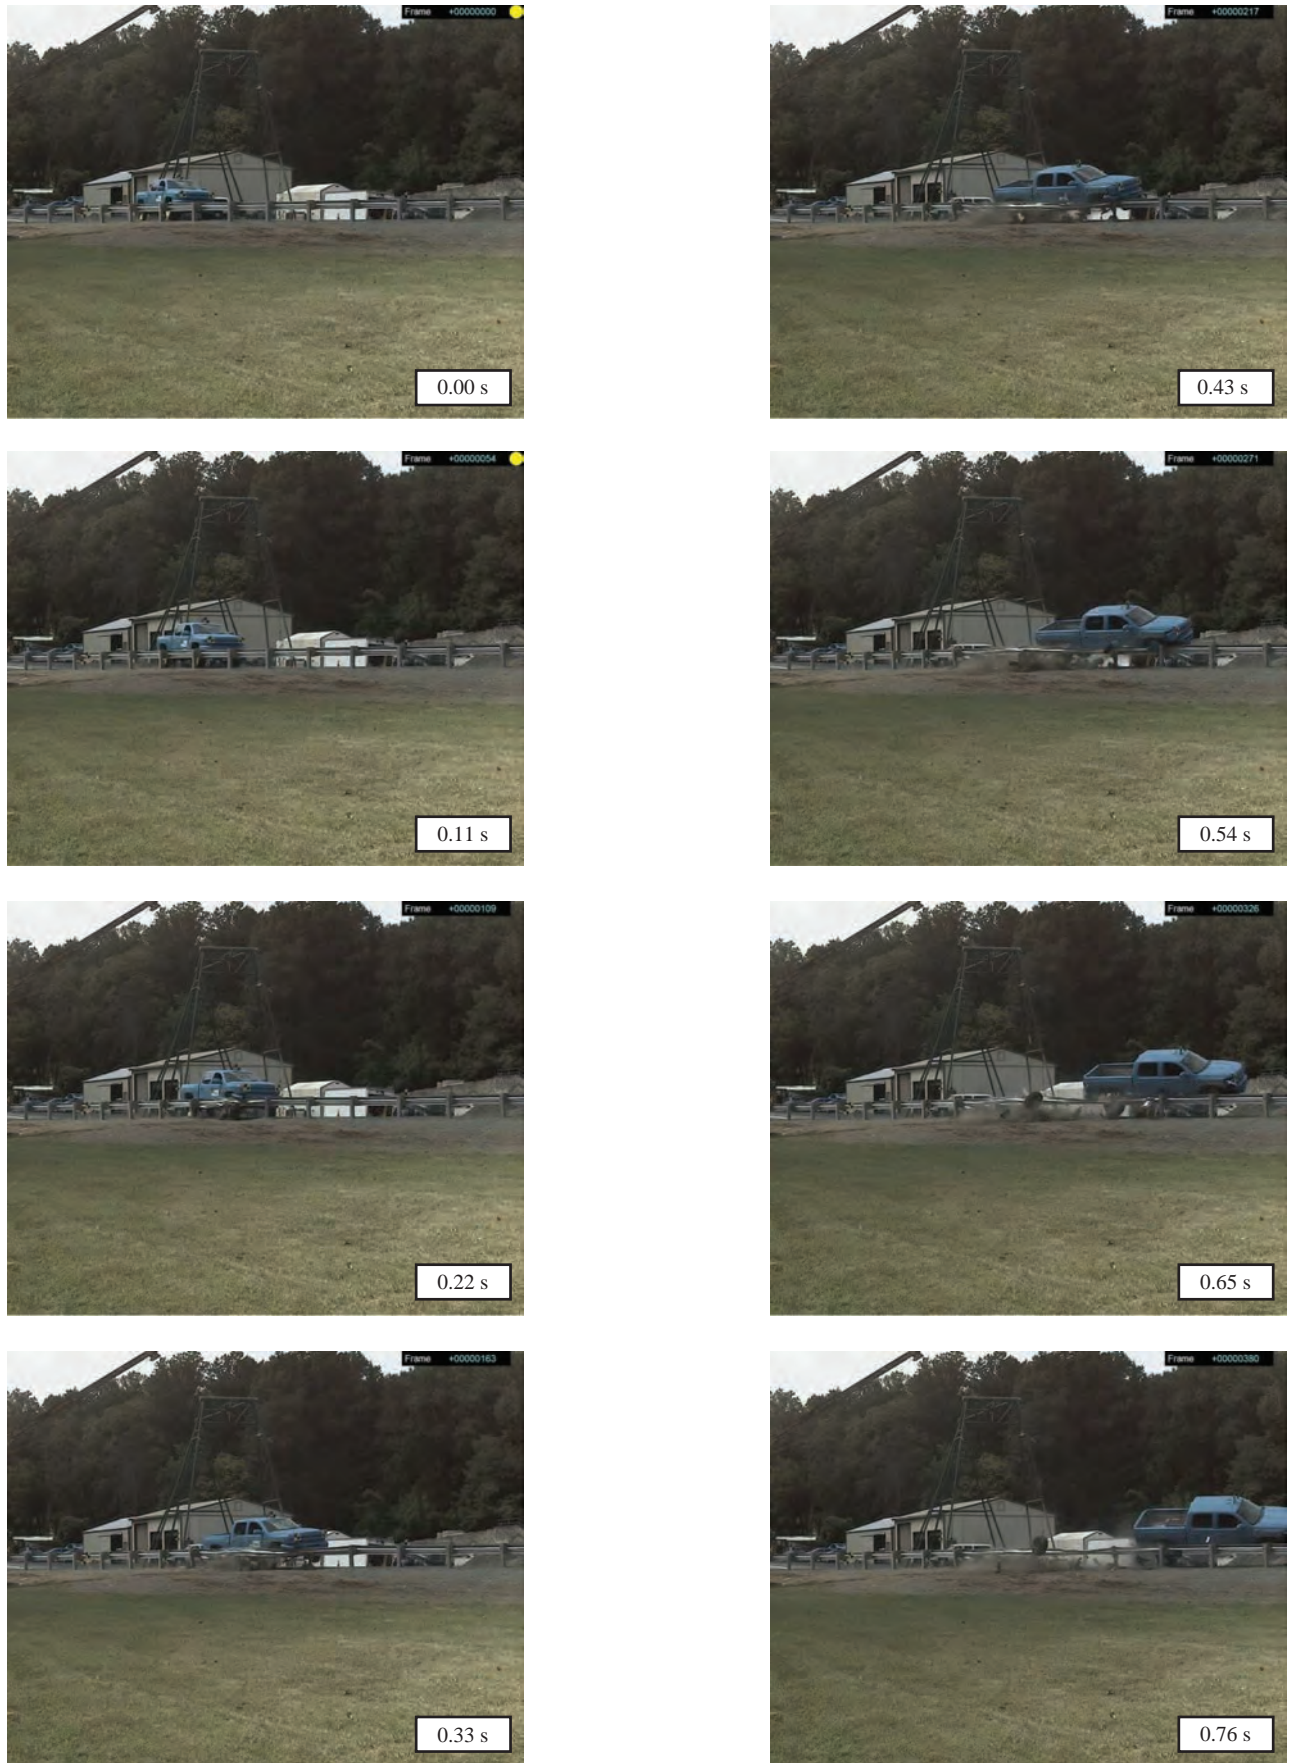 Frame +00000000
0.00 s
Frame +00000054
0.11 s
Frame +00000109
0.22 s
Frame +00000163
0.33 s
Frame +00000217
0.43 s
Frame +00000271
0.54 s
Frame +00000326
0.65 s
Frame +00000380
0.76 s